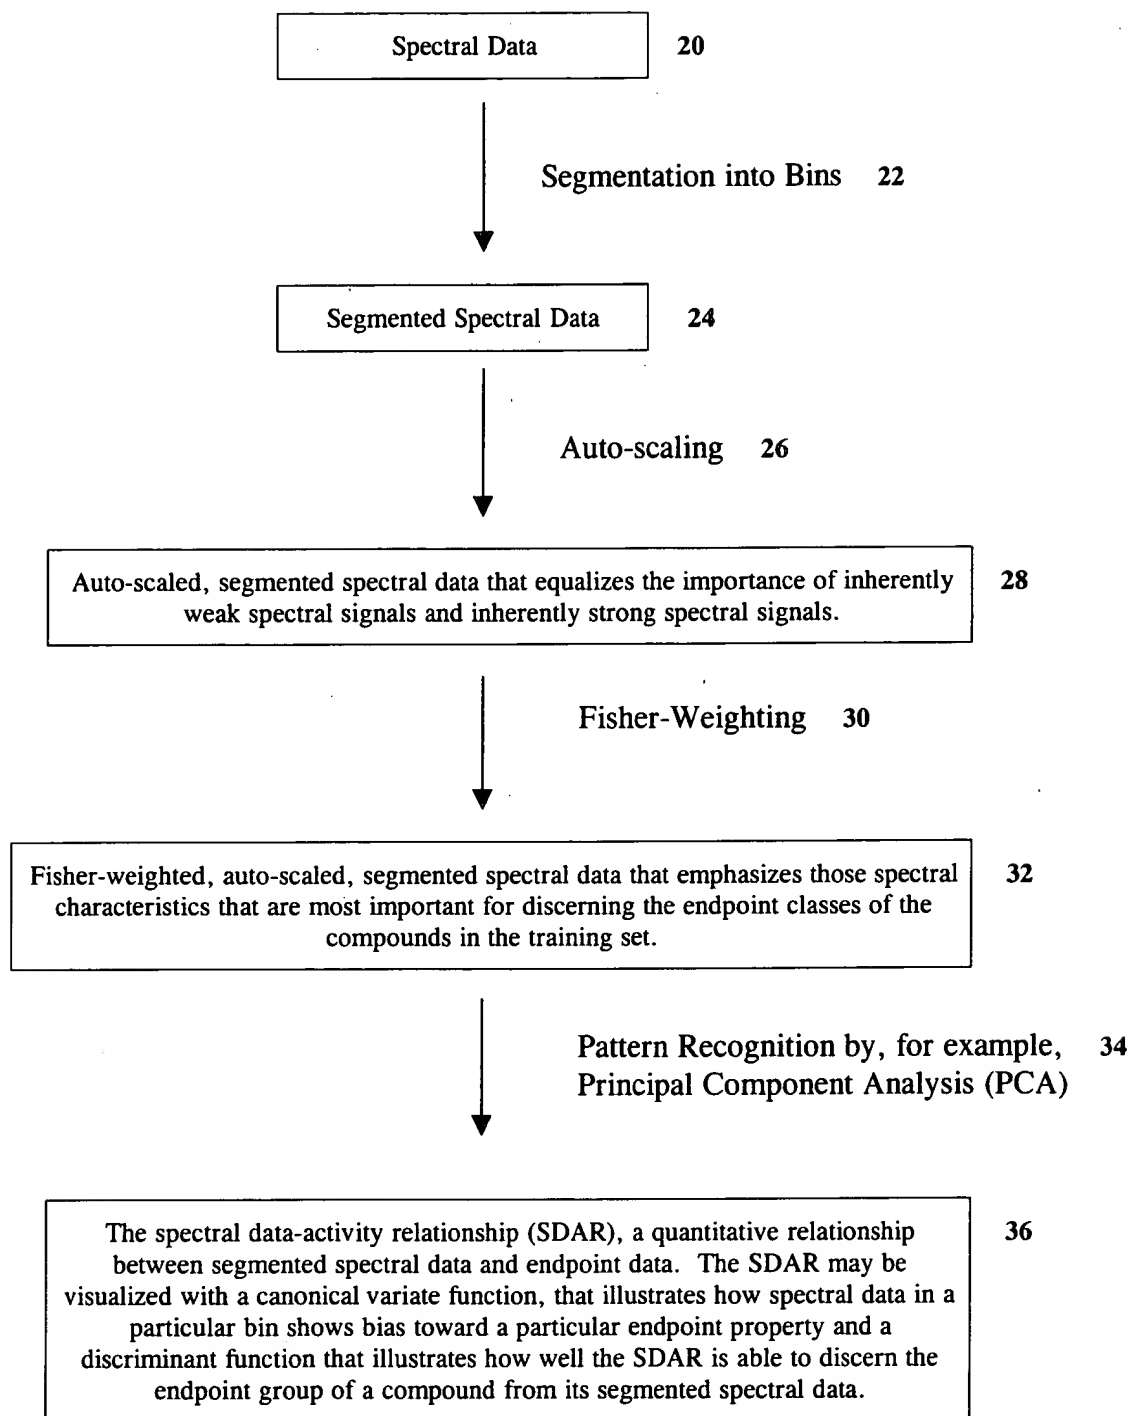 Spectral Data 20
Segmentation into Bins 22
Segmented Spectral Data 24
Auto-scaling 26
Auto-scaled, segmented spectral data that equalizes the importance of inherently 28
weak spectral signals and inherently strong spectral signals.
Fisher-Weighting 30
Fisher-weighted, auto-scaled, segmented spectral data that emphasizes those spectral 32
characteristics that are most important for discerning the endpoint classes of the
compounds in the training set.
Pattern Recognition by, for example, 34
Principal Component Analysis (PCA)
The spectral data-activity relationship (SDAR), a quantitative relationship 36
between segmented spectral data and endpoint data. The SDAR may be
visualized with a canonical variate function, that illustrates how spectral data in a
particular bin shows bias toward a particular endpoint property and a
discriminant function that illustrates how well the SDAR is able to discern the
endpoint group of a compound from its segmented spectral data.